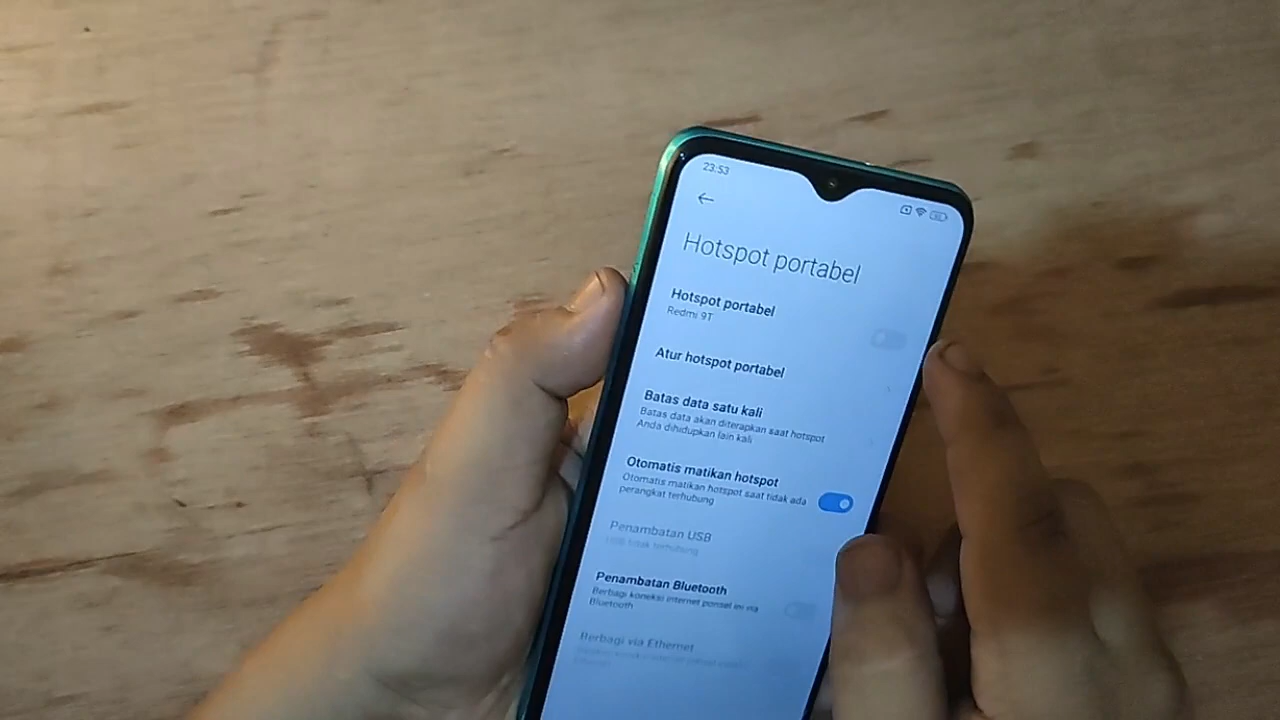 23.53
Hotspot portabel
Hotspot portabel
Redmi 9T
Atur hotspot portabel
Batas data satu kali
Batas data akan diterapkan saat hotspot
Anda dihidupkan lain kali
Otomatis matikan hotspot
Otomatis matikan hotspot saat tidak ada
perangkat terhubung
Penambatan USB
USB tidak terhubung
Penambatan Bluetooth
Berbagi koneksi internet ponsel ini via
Bluetooth
Berbagi via Ethernet
Ethernet